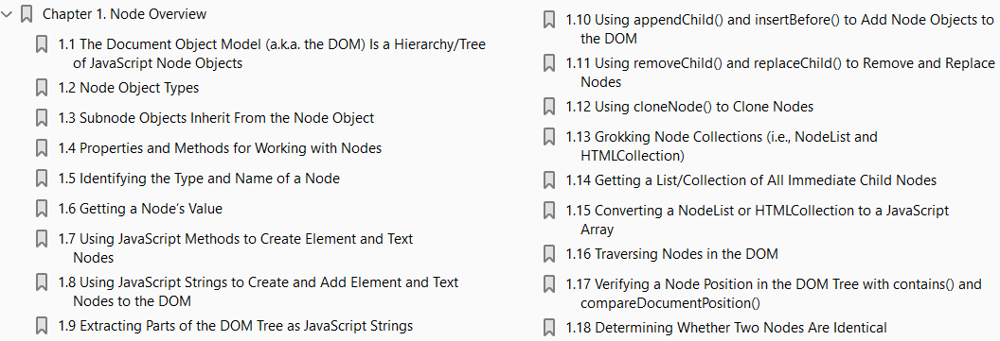 Chapter 1. Node Overview
1.1 The Document Object Model (a.k.a. the DOM) Is a Hierarchy/Tree
of JavaScript Node Objects
1.2 Node Object Types
1.3 Subnode Objects Inherit From the Node Object
1.4 Properties and Methods for Working with Nodes
1.5 Identifying the Type and Name of a Node
1.6 Getting a Node’s Value
1.7 Using JavaScript Methods to Create Element and Text
Nodes
1.8 Using JavaScript Strings to Create and Add Element and Text
Nodes to the DOM
1.9 Extracting Parts of the DOM Tree as JavaScript Strings
1.10 Using appendChild() and insertBefore() to Add Node Objects to
the DOM
1.11 Using removeChild() and replaceChild() to Remove and Replace
Nodes
1.12 Using cloneNode() to Clone Nodes
1.13 Grokking Node Collections (i.e., NodeList and
HTMLCollection)
1.14 Getting a List/Collection of All Immediate Child Nodes
1.15 Converting a NodeList or HTMLCollection to a JavaScript
Array
1.16 Traversing Nodes in the DOM
1.17 Verifying a Node Position in the DOM Tree with contains() and
compareDocumentPosition()
1.18 Determining Whether Two Nodes Are Identical